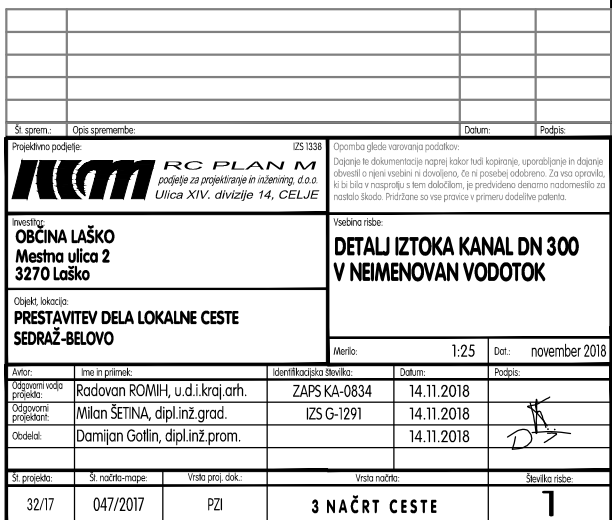 Št. sprem.: Opis spremembe: Datum: Podpis:
Projektivno podjetje: IZS 1338
RC PLAN M
podjetje za projektiranje in inženiring, d.o.o.
Ulica XIV. divizije 14, CELJE
Opomba glede varovanja podatkov:
Dajanje te dokumentacije naprej kakor tudi kopiranje, uporabljanje in dajanje
obvestil o njeni vsebini ni dovoljeno, če ni posebej odobreno. Za vsa opravila,
ki bi bila v nasprotju s tem določilom, je predvideno denarno nadomestilo za
nastalo škodo. Pridržane so vse pravice v primeru dodelitve patenta.
Investitor:
OBČINA LAŠKO
Mestna ulica 2
3270 Laško
Vsebina risbe:
DETALJ IZTOKA KANAL DN 300
V NEIMENOVAN VODOTOK
Objekt, lokacija:
PRESTAVITEV DELA LOKALNE CESTE
SEDRAŽ-BELOVO
Merilo: 1:25 Dat.: november 2018
Avtor: Ime in priimek: Identifikacijska številka: Datum: Podpis:
Odgovorni vodja
projekta: Radovan ROMIH, u.d.i.kraj.arh. ZAPS KA-0834 14.11.2018
Odgovorni
projektant: Milan ŠETINA, dipl.inž.grad. IZS G-1291 14.11.2018
Obdelal: Damijan Gotlin, dipl.inž.prom. 14.11.2018
Št. projekta: Št. načrta-mape: Vrsta proj. dok.: Vrsta načrta: Številka risbe:
32/17 047/2017 PZI 3 NAČRT CESTE 1